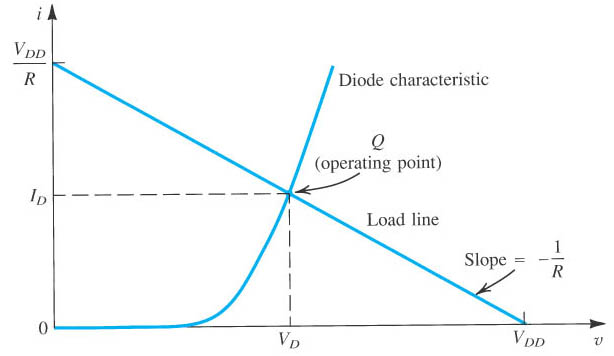 i
V_DD
R
Diode characteristic
Q
(operating point)
I_D
Load line
Slope = -1/R
0
V_D
V_DD
v